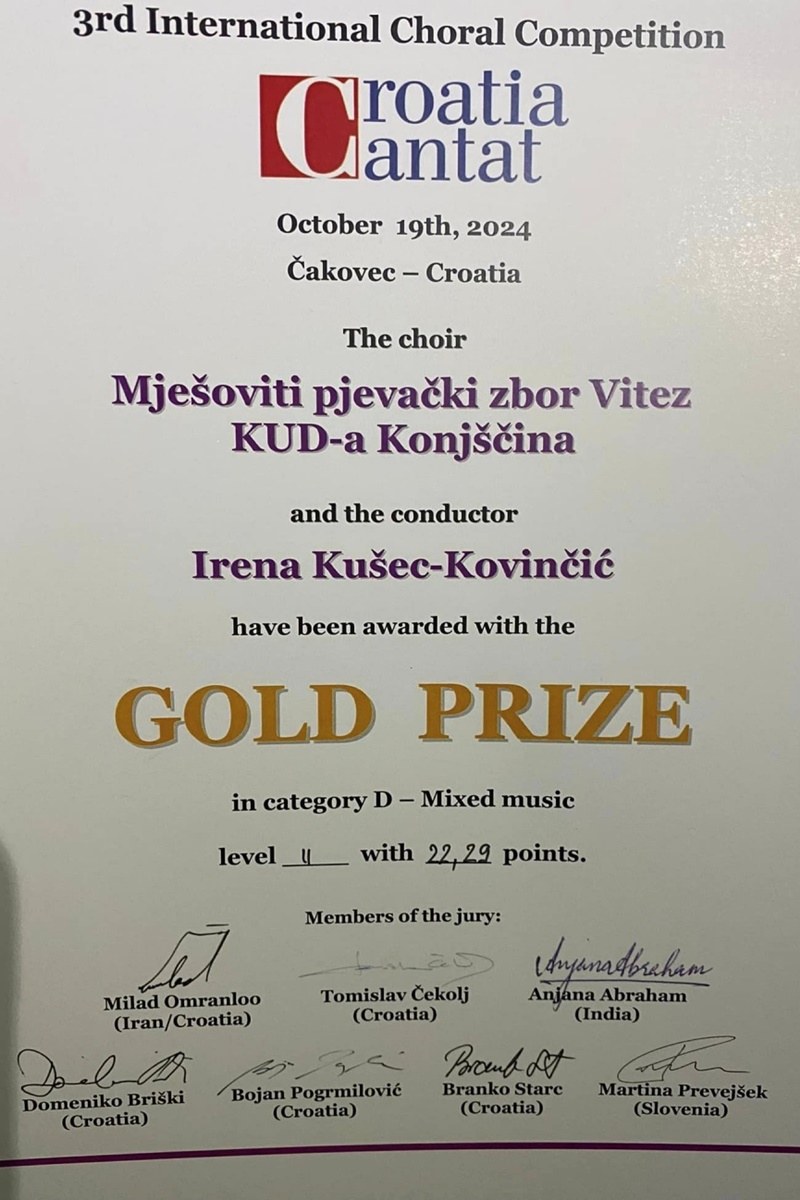 3rd International Choral Competition
Croatia
Cantat
October 19th, 2024
Čakovec – Croatia
The choir
Mješoviti pjevački zbor Vitez
KUD-a Konjščina
and the conductor
Irena Kušec-Kovinčić
have been awarded with the
GOLD PRIZE
in category D – Mixed music
level II with 22,29 points.
Members of the jury:
Anjana Abraham
Milad Omranloo Tomislav Čekolj Anjana Abraham
(Iran/Croatia) (Croatia) (India)
Domeniko Briški Bojan Pogrmilović Branko Starc Martina Prevejšek
(Croatia) (Croatia) (Croatia) (Slovenia)